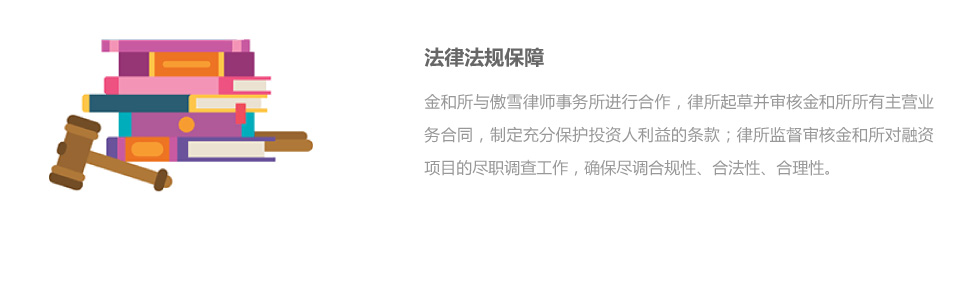 法律法规保障
金和所与傲雪律师事务所进行合作，律所起草并审核金和所所有主营业
务合同，制定充分保护投资人利益的条款；律所监督审核金和所对融资
项目的尽职调查工作，确保尽调合规性、合法性、合理性。